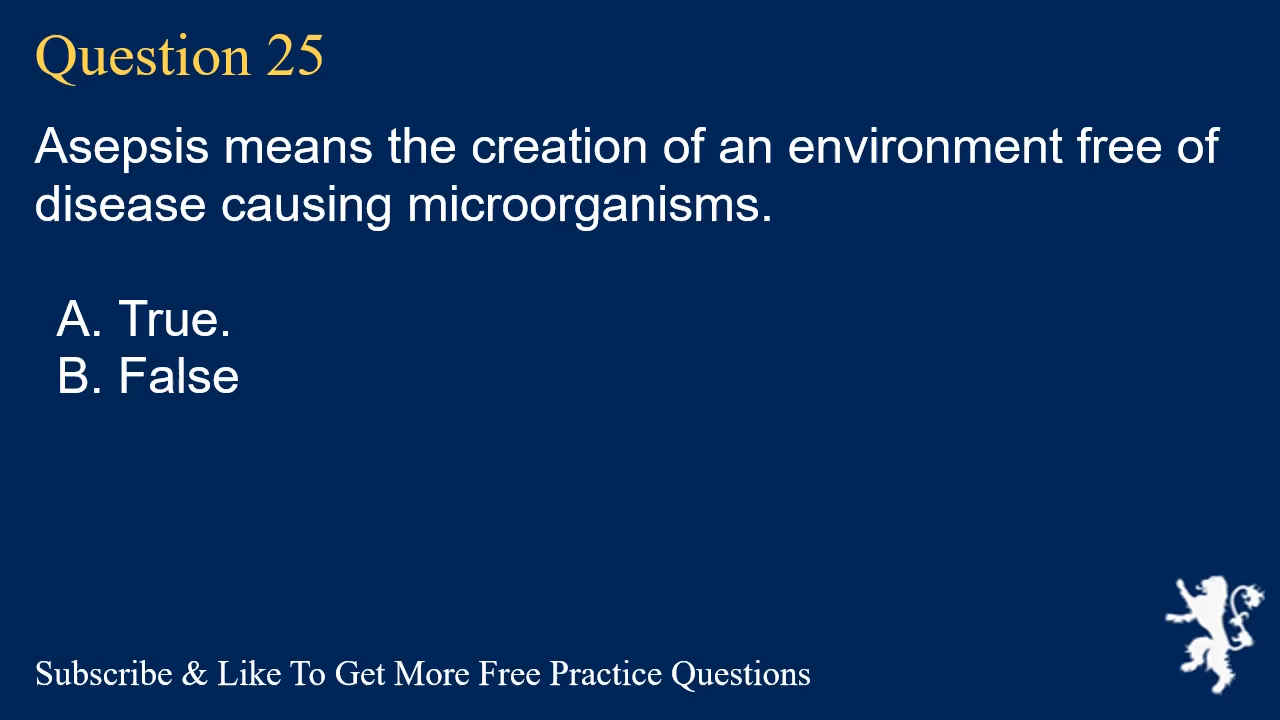 Question 25
Asepsis means the creation of an environment free of
disease causing microorganisms.
A. True.
B. False
Subscribe & Like To Get More Free Practice Questions